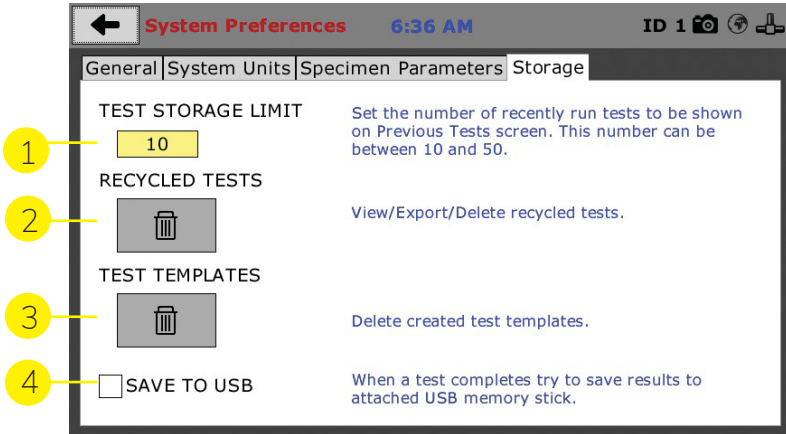 System Preferences 6:36 AM ID 1
General System Units Specimen Parameters Storage
TEST STORAGE LIMIT
1
10
Set the number of recently run tests to be shown
on Previous Tests screen. This number can be
between 10 and 50.
RECYCLED TESTS
2
View/Export/Delete recycled tests.
TEST TEMPLATES
3
Delete created test templates.
4
SAVE TO USB
When a test completes try to save results to
attached USB memory stick.